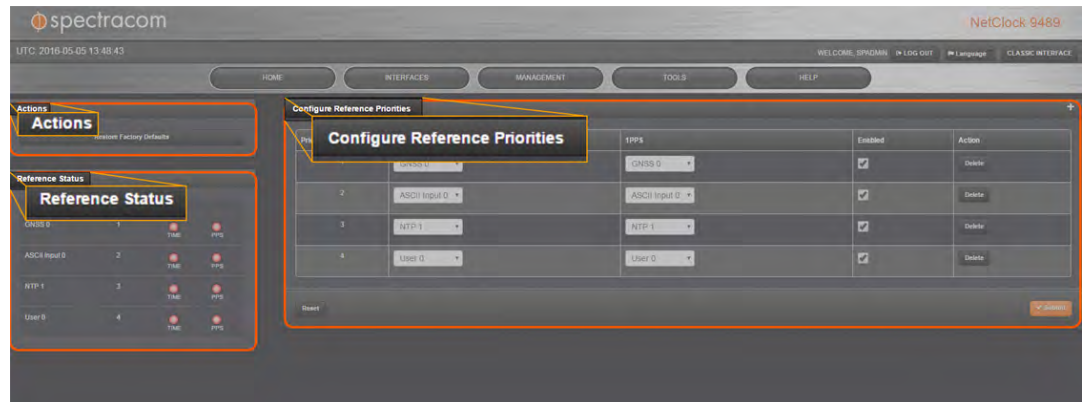 spectracom
NetClock 9489
UTC 2016-05-05 13:48:43
WELCOME, SPADMIN LOG OUT Language CLASSIC INTERFACE
HOME INTERFACES MANAGEMENT TOOLS HELP
Actions
Actions
Restore Factory Defaults
Reference Status
Reference Status
GNSS 0 1 TIME PPS
ASCII Input 0 2 TIME PPS
NTP 1 3 TIME PPS
User 0 4 TIME PPS
Configure Reference Priorities +
Configure Reference Priorities
1PPS Enabled Action
GNSS 0 GNSS 0 Delete
2 ASCII Input 0 ASCII Input 0 Delete
3 NTP 1 NTP 1 Delete
4 User 0 User 0 Delete
Reset Submit